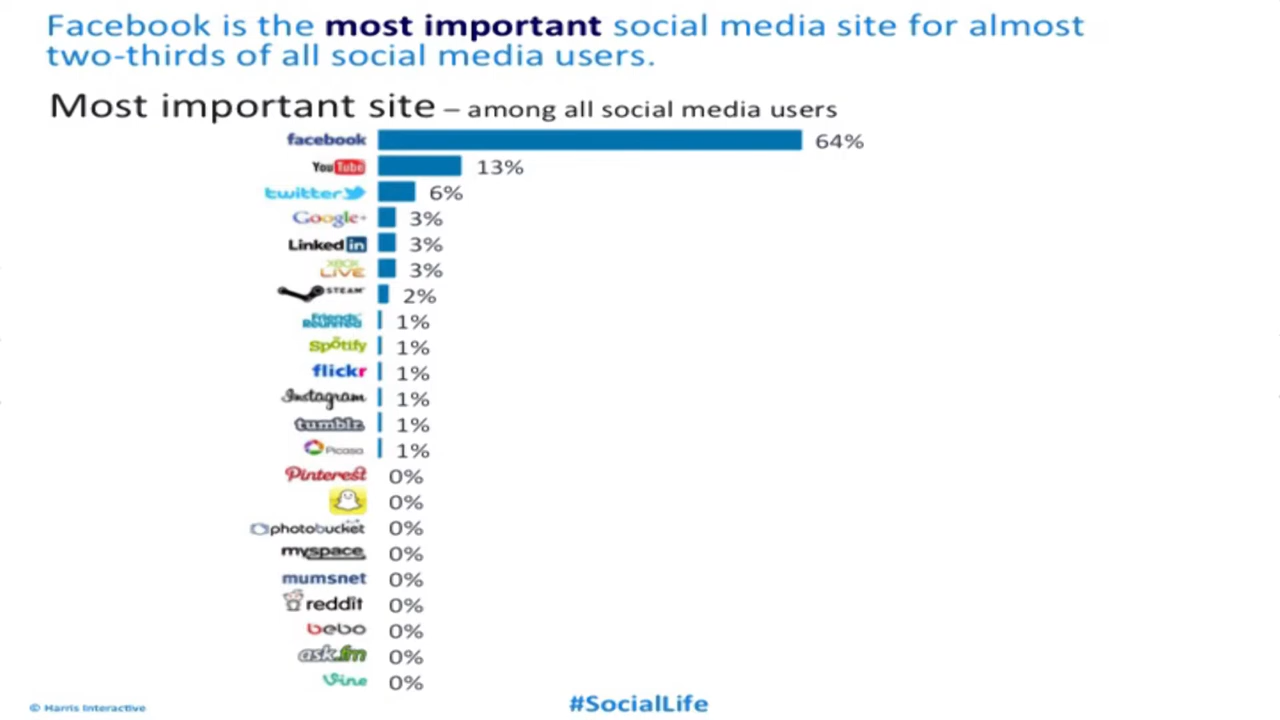 Facebook is the most important social media site for almost
two-thirds of all social media users.
Most important site – among all social media users
facebook 64%
YouTube 13%
twitter 6%
Google+ 3%
Linked in 3%
XBOX LIVE 3%
STEAM 2%
Friends Reunited 1%
Spotify 1%
flickr 1%
Instagram 1%
tumblr. 1%
Picasa 1%
Pinterest 0%
0%
photobucket 0%
myspace 0%
mumsnet 0%
reddit 0%
bebo 0%
ask.fm 0%
Vine 0%
© Harris Interactive
#SocialLife